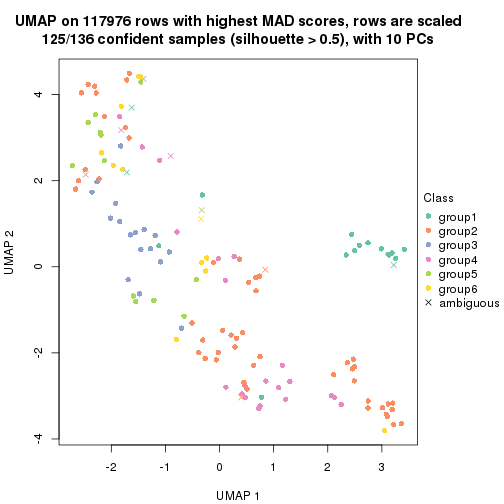 UMAP on 117976 rows with highest MAD scores, rows are scaled
125/136 confident samples (silhouette > 0.5), with 10 PCs
4
2
0
-2
-4
UMAP 2
-2
-1
0
1
2
3
UMAP 1
Class
group1
group2
group3
group4
group5
group6
ambiguous